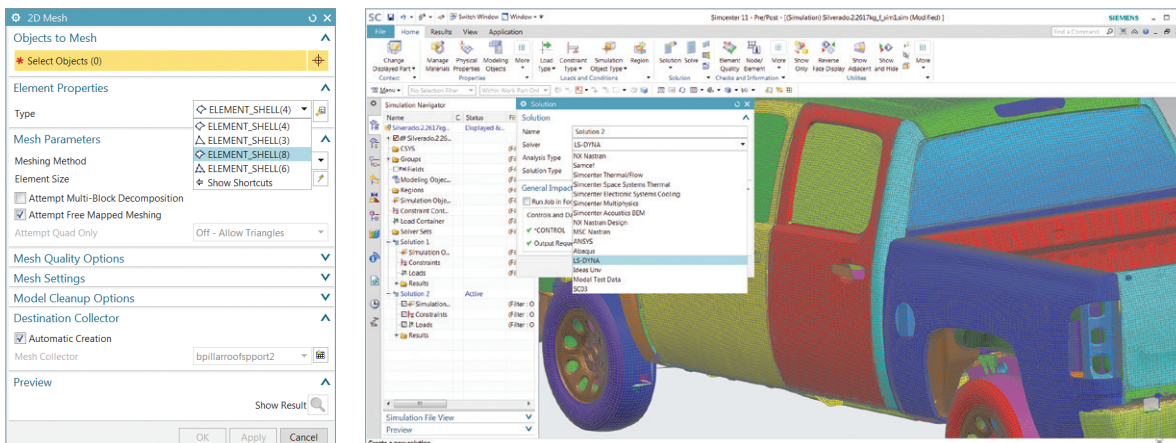 2D Mesh
Objects to Mesh
* Select Objects (0)
Element Properties
Type
ELEMENT_SHELL(4)
ELEMENT_SHELL(4)
ELEMENT_SHELL(3)
ELEMENT_SHELL(8)
ELEMENT_SHELL(6)
Show Shortcuts
Mesh Parameters
Meshing Method
Element Size
Attempt Multi-Block Decomposition
Attempt Free Mapped Meshing
Attempt Quad Only
Off - Allow Triangles
Mesh Quality Options
Mesh Settings
Model Cleanup Options
Destination Collector
Automatic Creation
Mesh Collector
bpillarroofspport2
Preview
Show Result
OK Apply Cancel
SC Switch Window Window
Simcenter 11 - Pre/Post - [(Simulation) Silverado2.2617kg_f_sim1.sim (Modified) ]
SIEMENS
File Home Results View Application
Find a Command
Change Displayed Part
Manage Materials
Physical Properties
Modeling Objects
More
Load Type
Constraint Type
Simulation Object Type
Region
Solution
Solve
Element Quality
Node/Element
More
Show Only
Reverse Face Display
Show Adjacent
Show and Hide
More
Context
Properties
Loads and Conditions
Solution
Checks and Information
Utilities
Menu
No Selection Filter
Within Work Part Onl
Simulation Navigator
Name C. Status
Silverado2.2617kg... Displayed &...
Silverado2.26...
CSYS
Groups
Fields
Modeling Objec...
Regions
Simulation Obje...
Constraint Cont...
Load Container
Solver Sets
Solution 1
Simulation O...
Constraints
Loads
Results
Solution 2 Active
Simulation...
(Filter : O
Constraints
(Filter : O
Loads
(Filter : O
Results
Simulation File View
Preview
Solution
Solution
Name
Solution 2
Solver
LS-DYNA
Analysis Type
Solution Type
NX Nastran
Samcef
Simcenter Thermal/Flow
Simcenter Space Systems Thermal
Simcenter Electronic Systems Cooling
Simcenter Multiphysics
Simcenter Acoustics BEM
NX Nastran Design
MSC Nastran
ANSYS
Abaqus
LS-DYNA
Ideas Unv
Modal Test Data
SC03
General Impact
Run Job in For
Controls and Da
*CONTROL
Output Reque